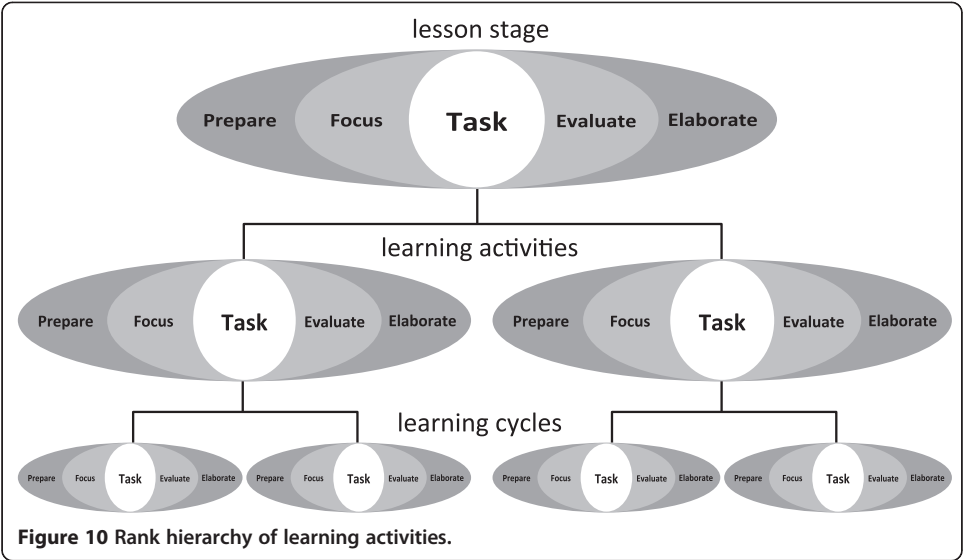 lesson stage
Prepare Focus Task Evaluate Elaborate
learning activities
Prepare Focus Task Evaluate Elaborate Prepare Focus Task Evaluate Elaborate
learning cycles
Prepare Focus Task Evaluate Elaborate Prepare Focus Task Evaluate Elaborate Prepare Focus Task Evaluate Elaborate Prepare Focus Task Evaluate Elaborate
Figure 10 Rank hierarchy of learning activities.